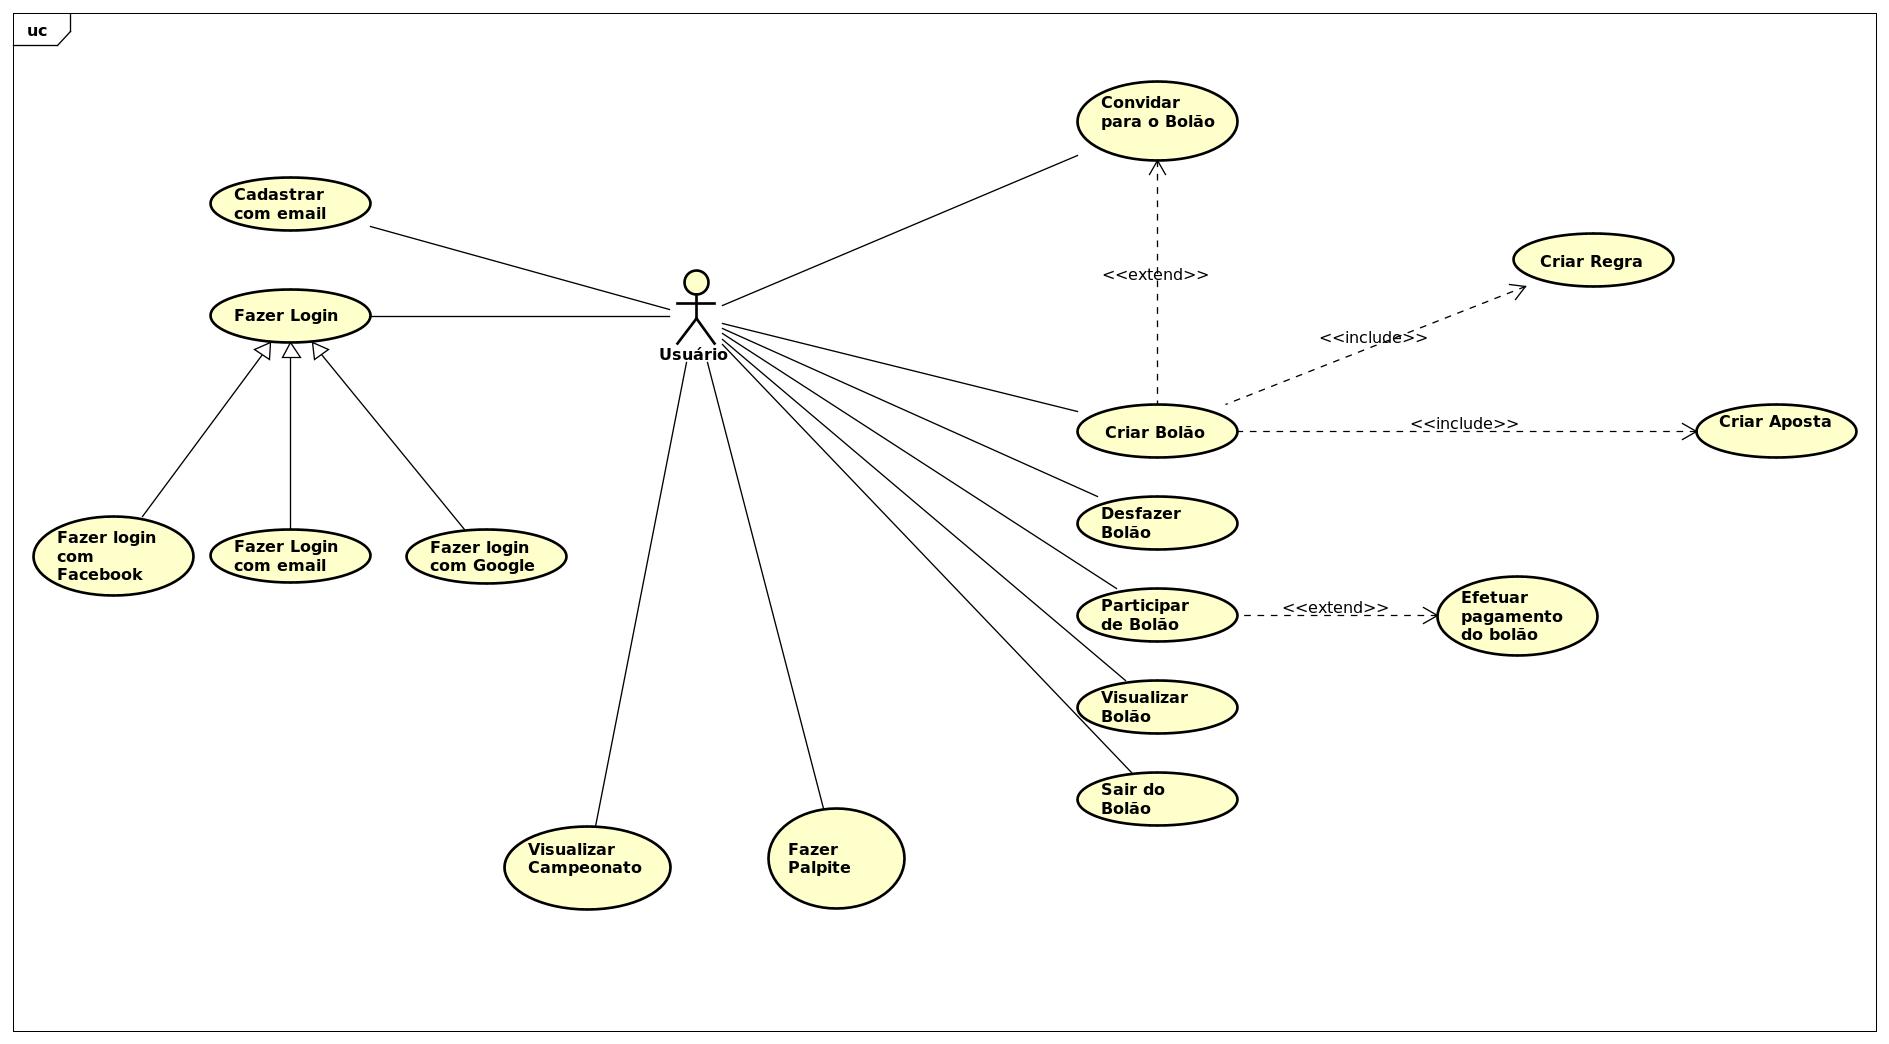 uc
Convidar
para o Bolão
Cadastrar
com email
Fazer Login
Usuário
<<extend>>
Criar Regra
<<include>>
Criar Bolão
<<include>>
Criar Aposta
Desfazer
Bolão
Fazer login
com
Facebook
Fazer Login
com email
Fazer login
com Google
Participar
de Bolão
<<extend>>
Efetuar
pagamento
do bolão
Visualizar
Bolão
Sair do
Bolão
Visualizar
Campeonato
Fazer
Palpite